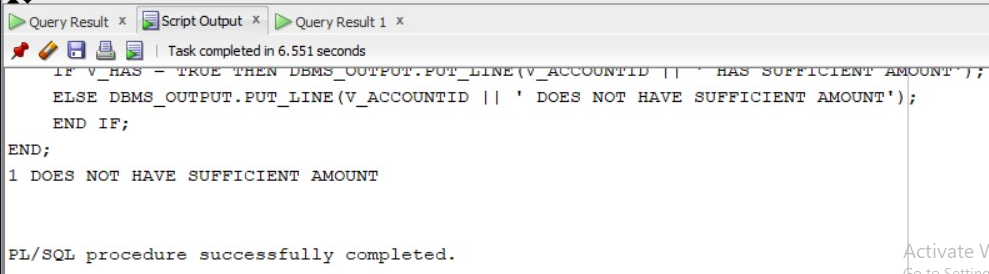 Query Result x Script Output x Query Result 1 x
Task completed in 6.551 seconds
IF V_HAS = TRUE THEN DBMS_OUTPUT.PUT_LINE(V_ACCOUNTID || ' HAS SUFFICIENT AMOUNT');
ELSE DBMS_OUTPUT.PUT_LINE(V_ACCOUNTID || ' DOES NOT HAVE SUFFICIENT AMOUNT');
END IF;
END;
1 DOES NOT HAVE SUFFICIENT AMOUNT
PL/SQL procedure successfully completed.
Activate
Go to Setting